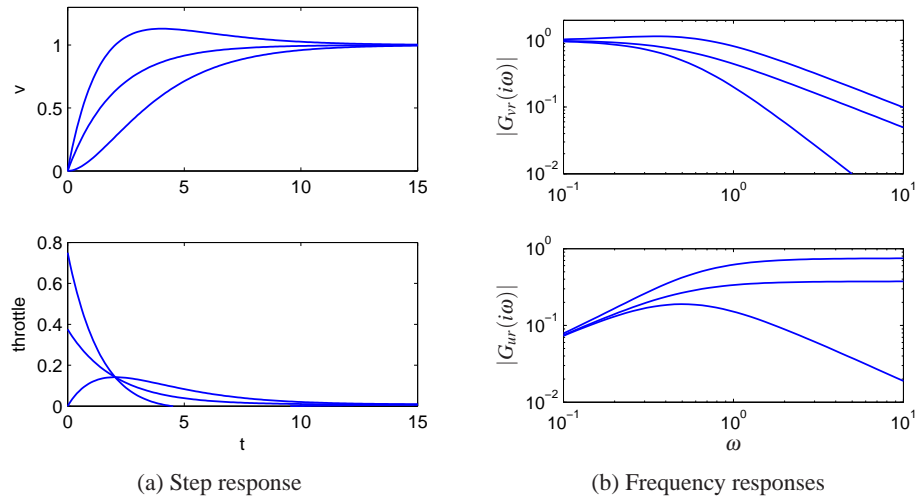 1
0.5
0
v
0 5 10 15
0.8
0.6
0.4
0.2
0
throttle
0 5 10 15
t
(a) Step response
10^0
10^-1
10^-2
|G_vr(iω)|
10^-1 10^0 10^1
10^0
10^-1
10^-2
|G_ur(iω)|
10^-1 10^0 10^1
ω
(b) Frequency responses